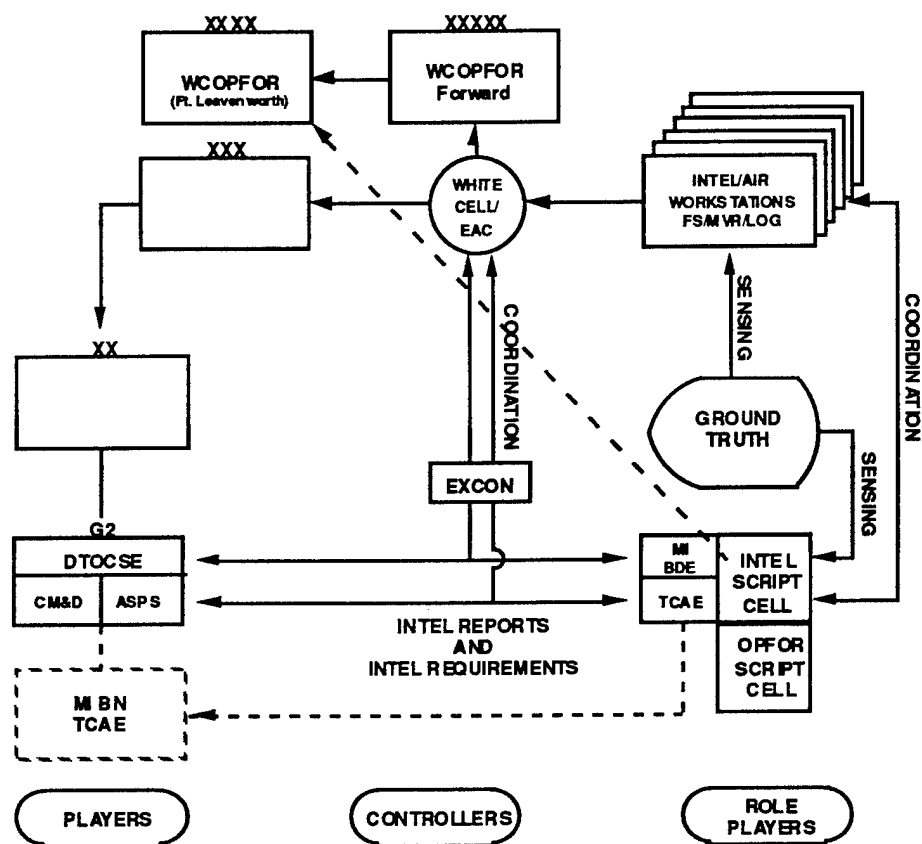 XX XX
XXXXX
WCOPFOR
(Ft. Leavenworth)
WCOPFOR
Forward
XXX
WHITE
CELL/
EAC
INTEL/AIR
WORKSTATIONS
FS/MVR/LOG
SENSING
COORDINATION
COORDINATION
XX
GROUND
TRUTH
SENSING
EXCON
G2
DTOCSE
CM&D
ASPS
MI
BDE
TCAE
INTEL
SCRIPT
CELL
OPFOR
SCRIPT
CELL
INTEL REPORTS
AND
INTEL REQUIREMENTS
MI BN
TCAE
PLAYERS
CONTROLLERS
ROLE
PLAYERS